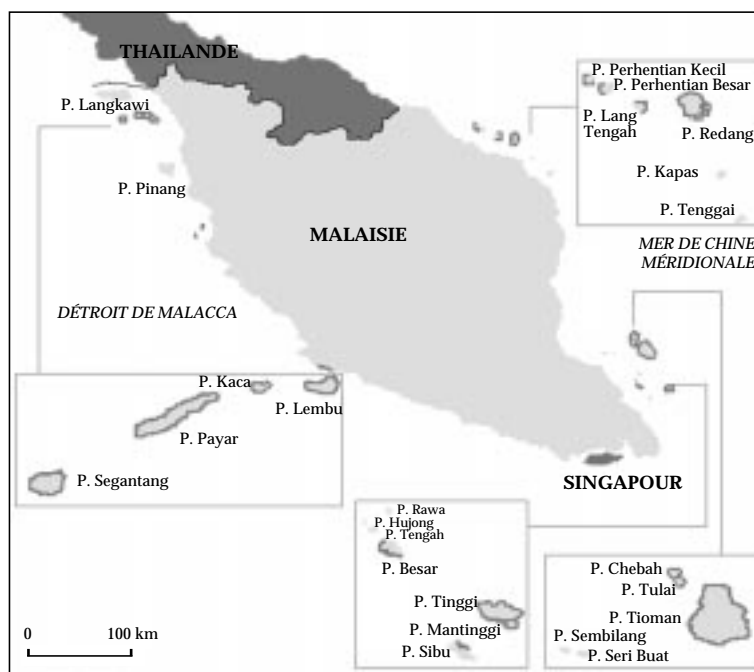 THAILANDE
P. Langkawi
P. Pinang
MALAISIE
DÉTROIT DE MALACCA
P. Perhentian Kecil
P. Perhentian Besar
P. Lang
Tengah
P. Redang
P. Kapas
P. Tenggai
MER DE CHINE
MÉRIDIONALE
P. Kaca
P. Lembu
P. Payar
P. Segantang
SINGAPOUR
P. Rawa
P. Hujong
P. Tengah
P. Besar
P. Tinggi
P. Mantinggi
P. Sibu
P. Chebah
P. Tulai
P. Tioman
P. Sembilang
P. Seri Buat
0 100 km